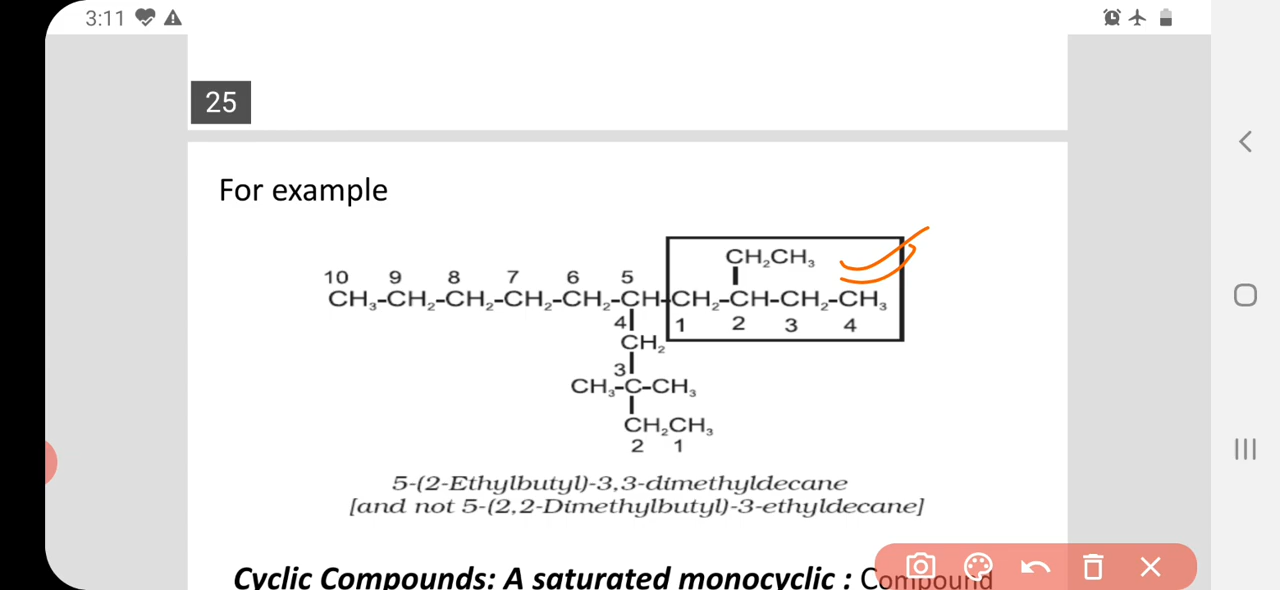 3:11
25
For example
CH₂CH₃
10 9 8 7 6 5
CH₃-CH₂-CH₂-CH₂-CH₂-CH-CH₂-CH-CH₂-CH₃
4 1 2 3 4
CH₂
3
CH₃-C-CH₃
CH₂CH₃
2 1
5-(2-Ethylbutyl)-3,3-dimethyldecane
[and not 5-(2,2-Dimethylbutyl)-3-ethyldecane]
Cyclic Compounds: A saturated monocyclic : Compound